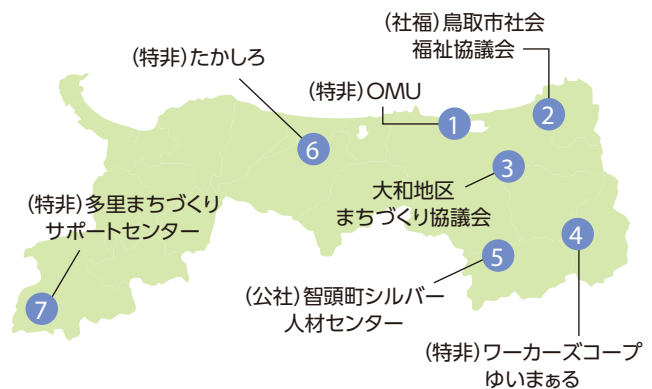 (社福)鳥取市社会
福祉協議会
(特非)たかしろ
(特非)OMU
1
2
6
3
大和地区
まちづくり協議会
(特非)多里まちづくり
サポートセンター
4
5
(公社)智頭町シルバー
人材センター
7
(特非)ワーカーズコープ
ゆいまぁる